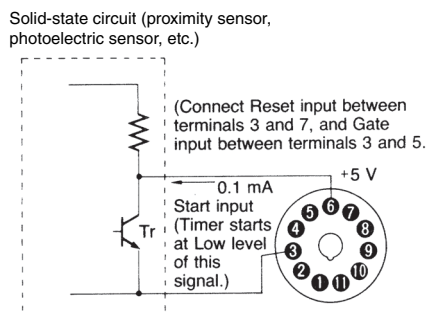 Solid-state circuit (proximity sensor,
photoelectric sensor, etc.)
(Connect Reset input between
terminals 3 and 7, and Gate
input between terminals 3 and 5.
+5 V
0.1 mA
Start input
(Timer starts
at Low level
of this
signal.)
Tr
5 6 7
4 8
3 9
2 10
1 11